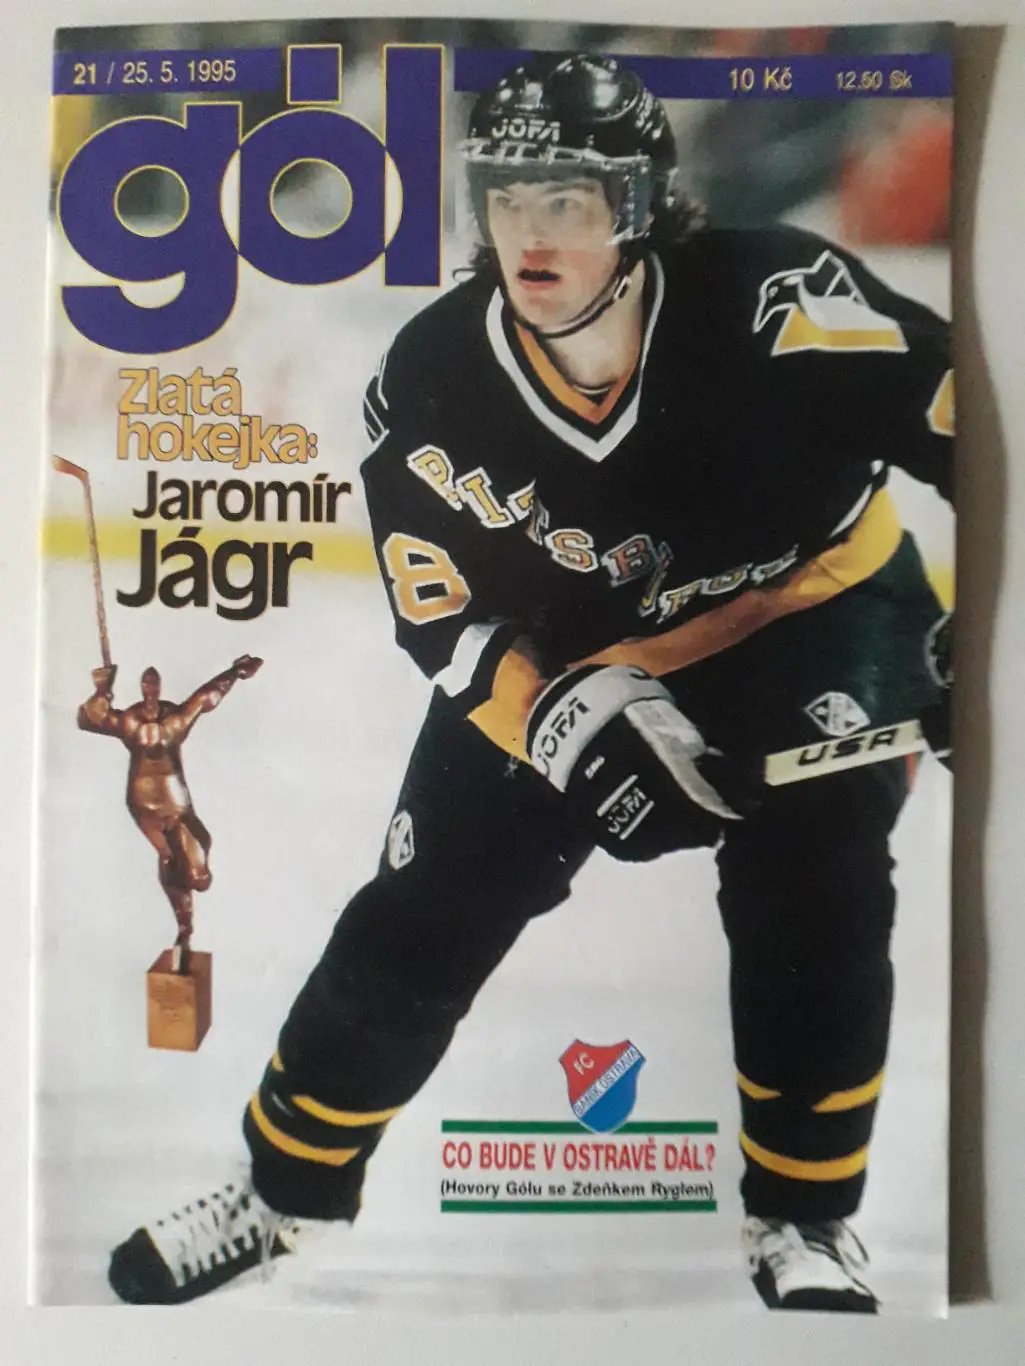 21 / 25. 5. 1995
10 Kč
12,50 Sk
gól
JOFA
Zlatá
hokejka:
Jaromír
Jágr
PITTSBURGH
8
JOFA
JOFA
USA
FC
BANÍK OSTRAVA
CO BUDE V OSTRAVĚ DÁL?
(Hovory Gólu se Zdeňkem Ryglem)